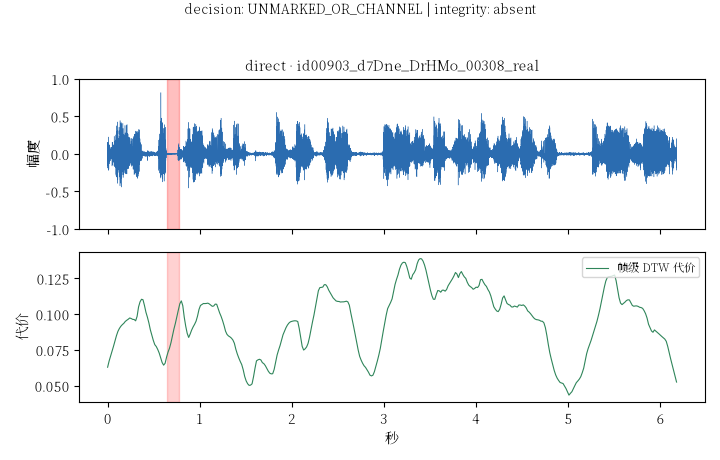 decision: UNMARKED_OR_CHANNEL | integrity: absent
direct · id00903_d7Dne_DrHMo_00308_real
1.0
0.5
0.0
-0.5
-1.0
幅度
帧级 DTW 代价
0.125
0.100
0.075
0.050
代价
0 1 2 3 4 5 6
秒